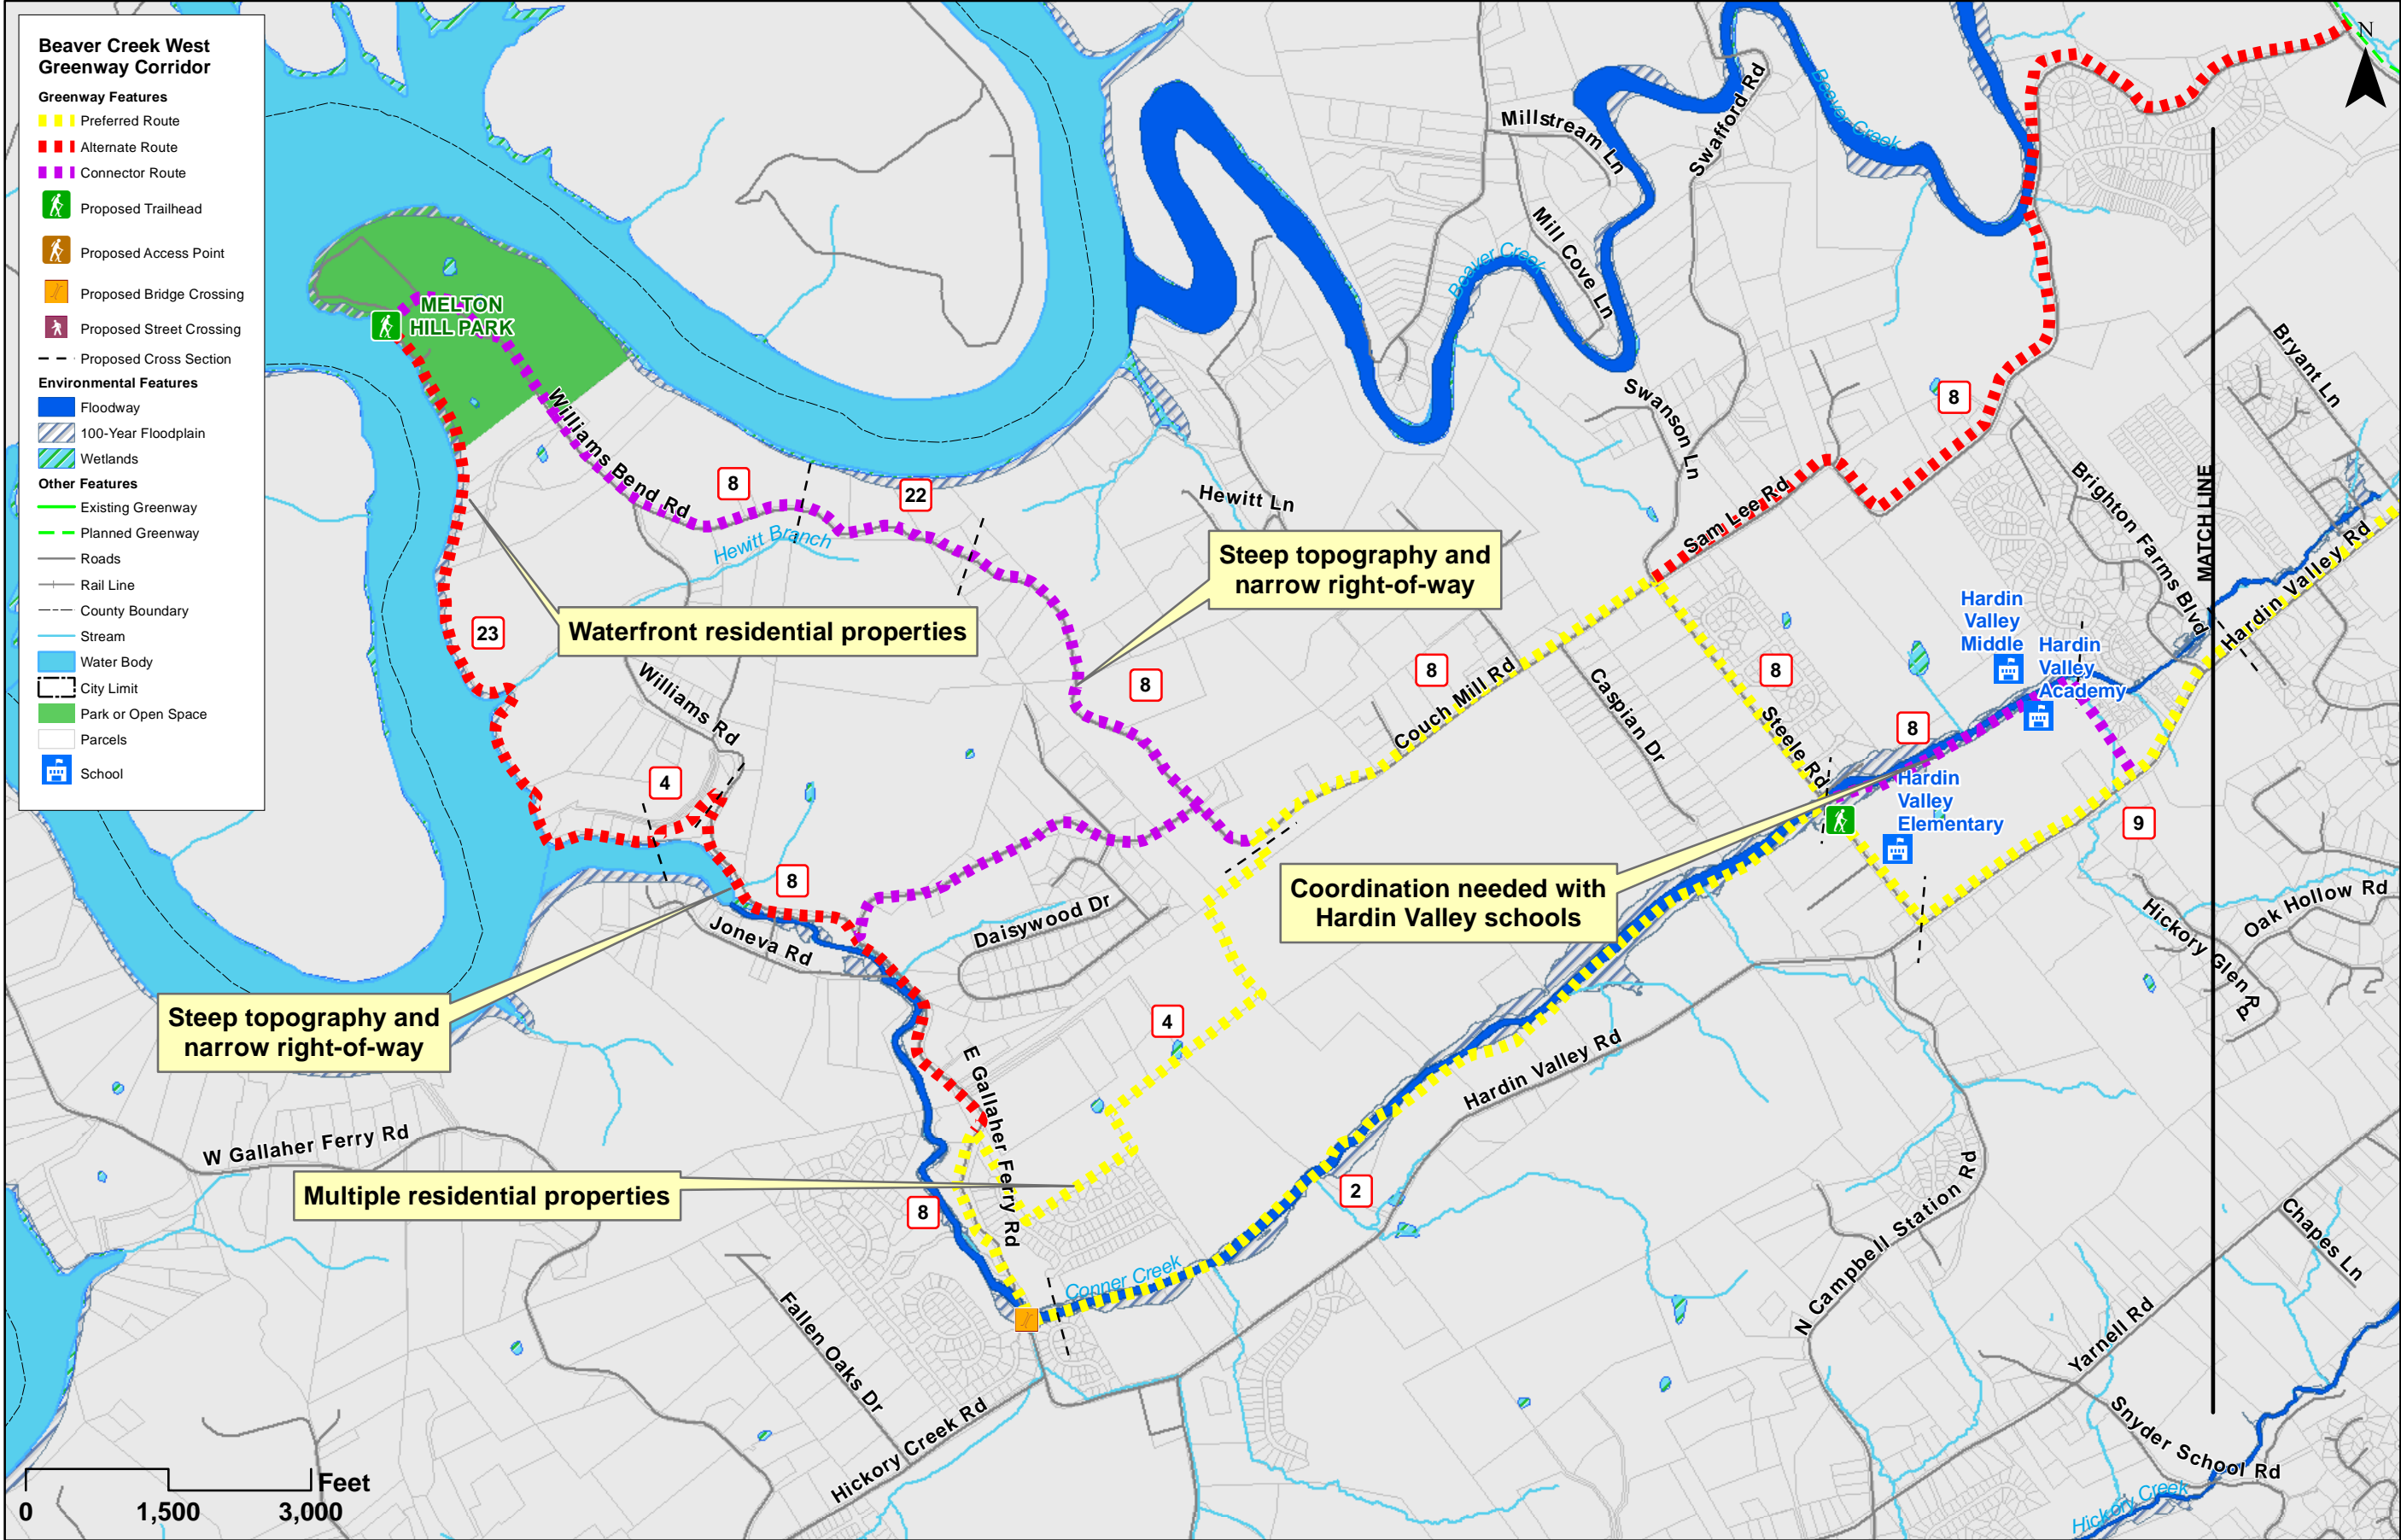 Beaver Creek West
Greenway Corridor
Greenway Features
Preferred Route
Alternate Route
Connector Route
Proposed Trailhead
Proposed Access Point
Proposed Bridge Crossing
Proposed Street Crossing
Proposed Cross Section
Environmental Features
Floodway
100-Year Floodplain
Wetlands
Other Features
Existing Greenway
Planned Greenway
Roads
Rail Line
County Boundary
Stream
Water Body
City Limit
Park or Open Space
Parcels
School
N
Beaver Creek
Swafford Rd
Millstream Ln
Mill Cove Ln
Beaver Creek
MELTON
HILL PARK
Bryant Ln
Swanson Ln
8
Williams Bend Rd
8
22
Hewitt Ln
Hewitt Branch
Sam Lee Rd
Brighton Farms Blvd
MATCH LINE
Hardin Valley Rd
Steep topography and
narrow right-of-way
Waterfront residential properties
23
Hardin
Valley
Middle
Hardin
Valley
Academy
8
8
8
Couch Mill Rd
Caspian Dr
Steele Rd
8
Williams Rd
4
Hardin
Valley
Elementary
9
8
Coordination needed with
Hardin Valley schools
Daisywood Dr
Joneva Rd
Hickory Glen Rd
Oak Hollow Rd
Steep topography and
narrow right-of-way
4
E Gallaher Ferry Rd
Hardin Valley Rd
W Gallaher Ferry Rd
Multiple residential properties
8
2
N Campbell Station Rd
Conner Creek
Chapes Ln
Fallen Oaks Dr
Yarnell Rd
Hickory Creek Rd
Snyder School Rd
Hickory Creek
Feet
0
1,500
3,000